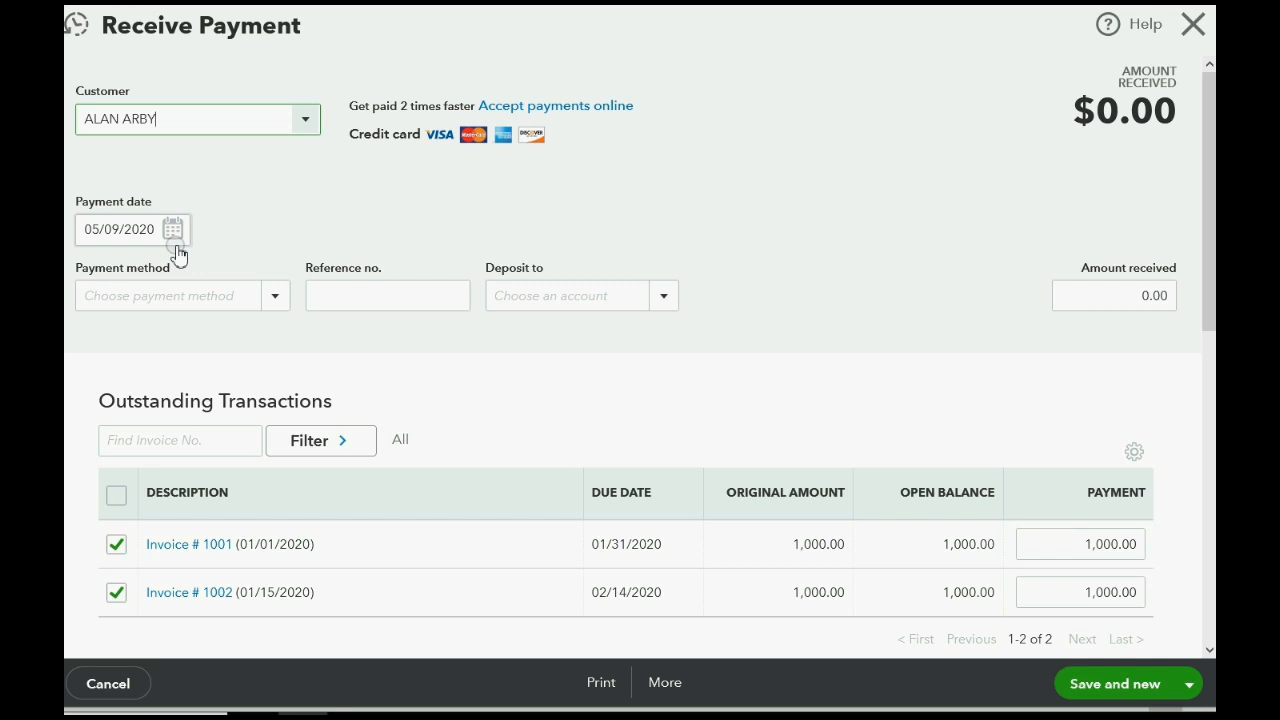 Receive Payment
? Help
AMOUNT
RECEIVED
$0.00
Customer
ALAN ARBY
Get paid 2 times faster Accept payments online
Credit card VISA MasterCard DISCOVER
Payment date
05/09/2020
Payment method Reference no. Deposit to Amount received
Choose payment method Choose an account 0.00
Outstanding Transactions
Find Invoice No. Filter > All
DESCRIPTION DUE DATE ORIGINAL AMOUNT OPEN BALANCE PAYMENT
Invoice # 1001 (01/01/2020) 01/31/2020 1,000.00 1,000.00 1,000.00
Invoice # 1002 (01/15/2020) 02/14/2020 1,000.00 1,000.00 1,000.00
< First Previous 1-2 of 2 Next Last >
Cancel Print More Save and new